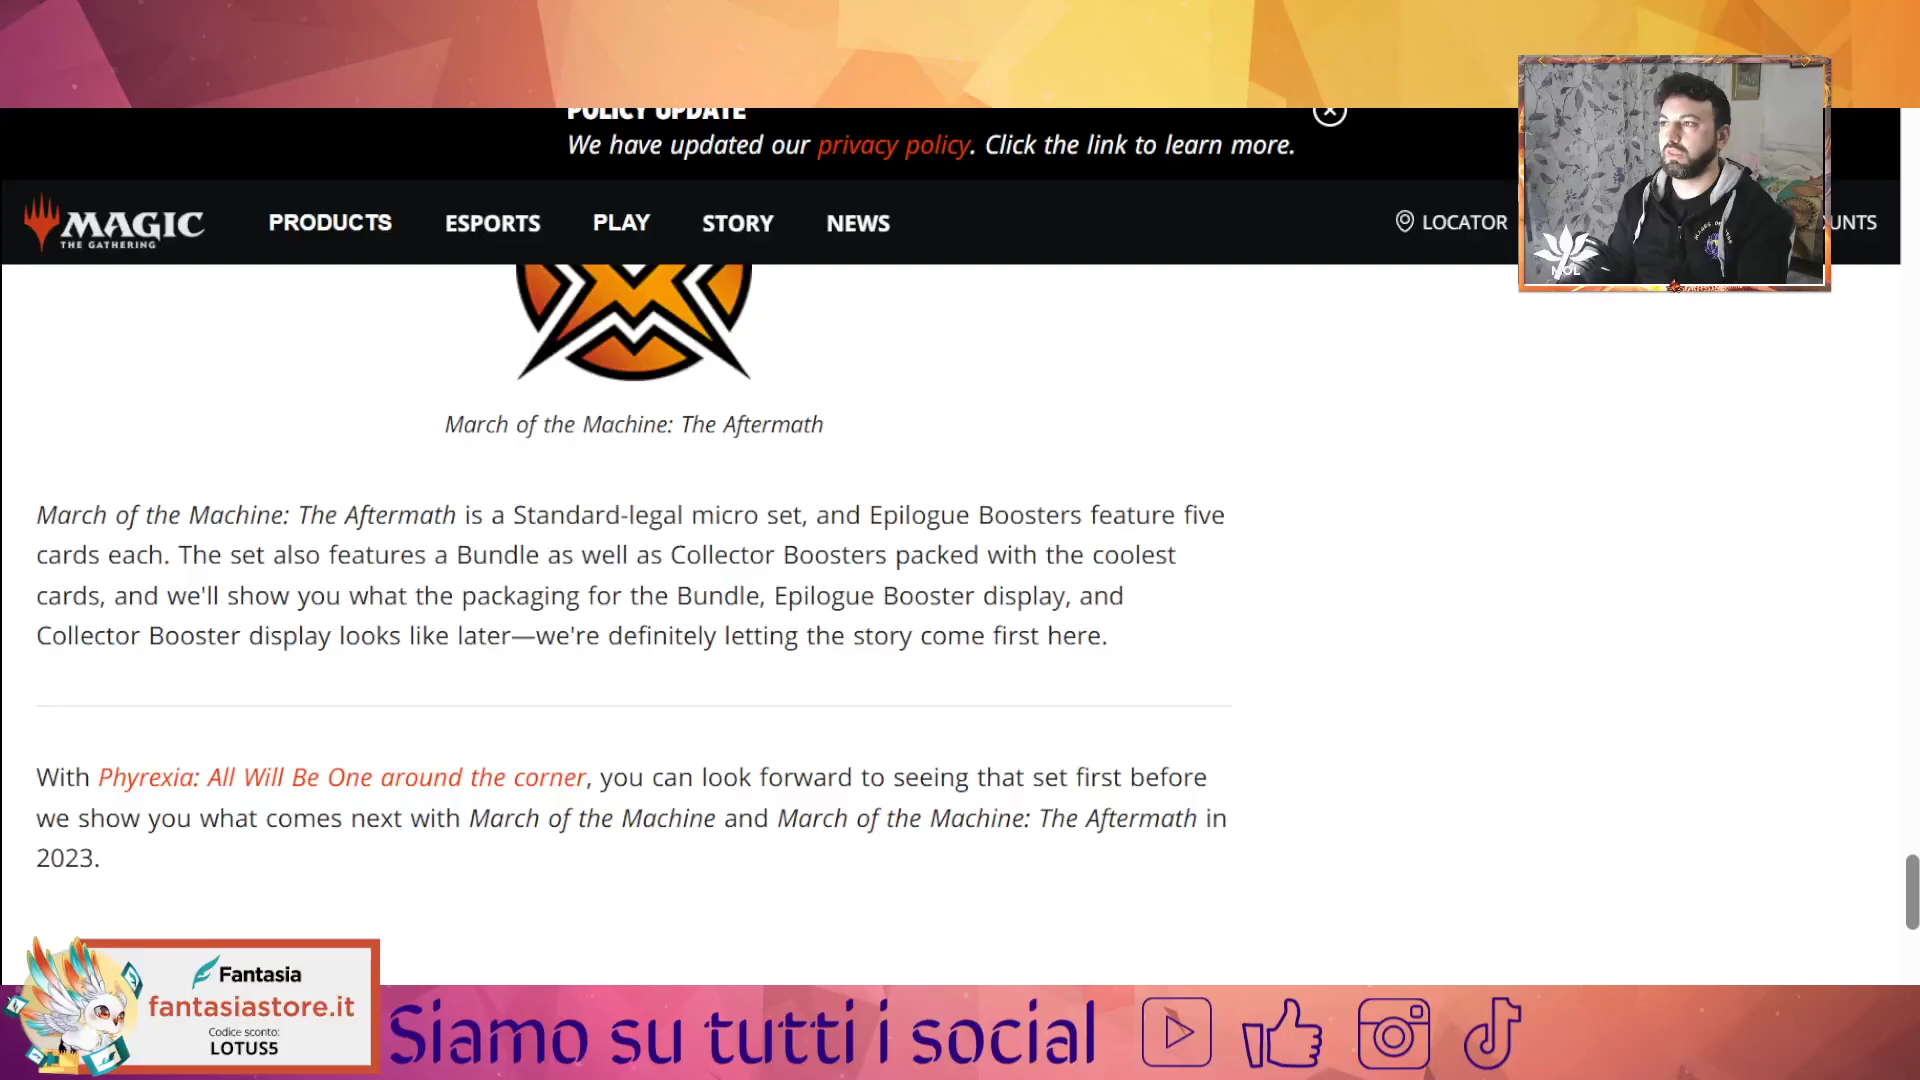 POLICY UPDATE
We have updated our privacy policy. Click the link to learn more.
MAGIC
THE GATHERING
PRODUCTS ESPORTS PLAY STORY NEWS LOCATOR UNTS
MOL
March of the Machine: The Aftermath
March of the Machine: The Aftermath is a Standard-legal micro set, and Epilogue Boosters feature five
cards each. The set also features a Bundle as well as Collector Boosters packed with the coolest
cards, and we'll show you what the packaging for the Bundle, Epilogue Booster display, and
Collector Booster display looks like later—we're definitely letting the story come first here.
With Phyrexia: All Will Be One around the corner, you can look forward to seeing that set first before
we show you what comes next with March of the Machine and March of the Machine: The Aftermath in
2023.
Fantasia
fantasiastore.it
Codice sconto:
LOTUS5
Siamo su tutti i social